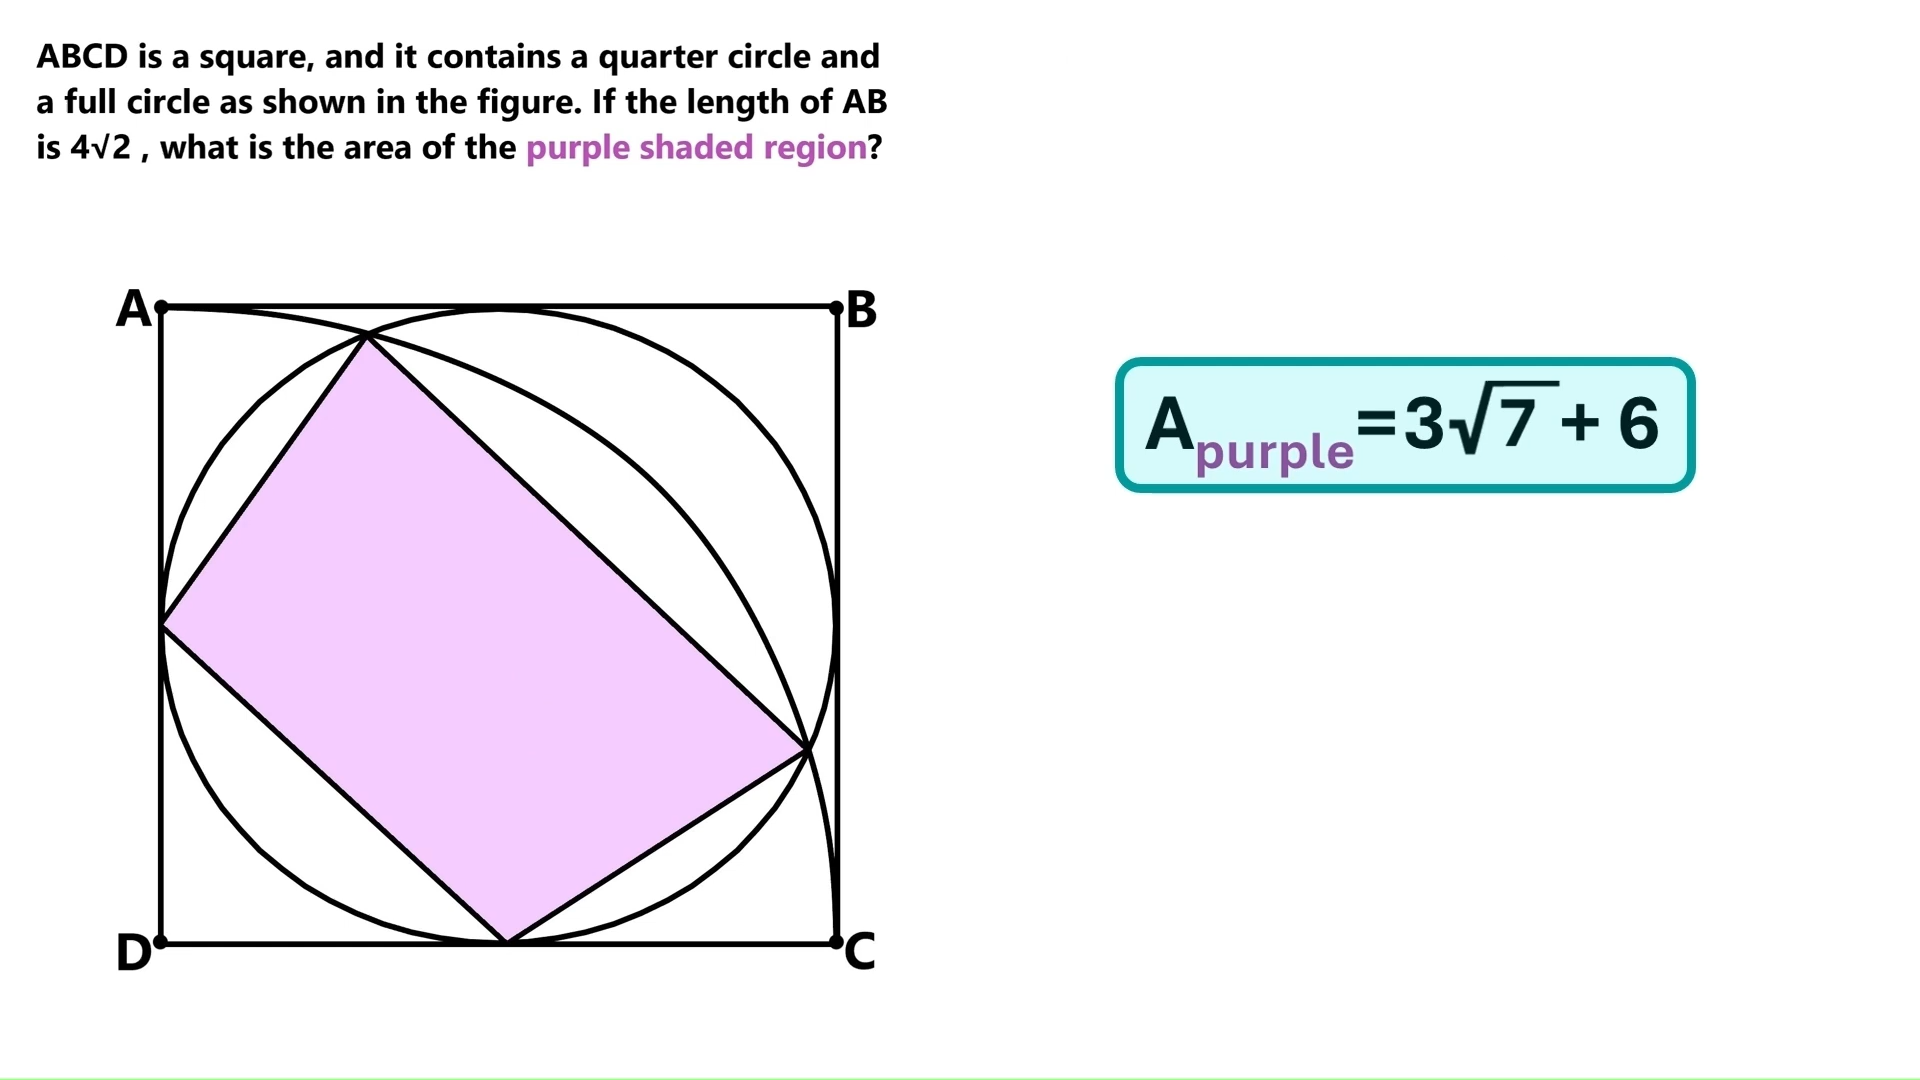 ABCD is a square, and it contains a quarter circle and
a full circle as shown in the figure. If the length of AB
is 4√2 , what is the area of the purple shaded region?
A
B
A purple = 3√7 + 6
D
C